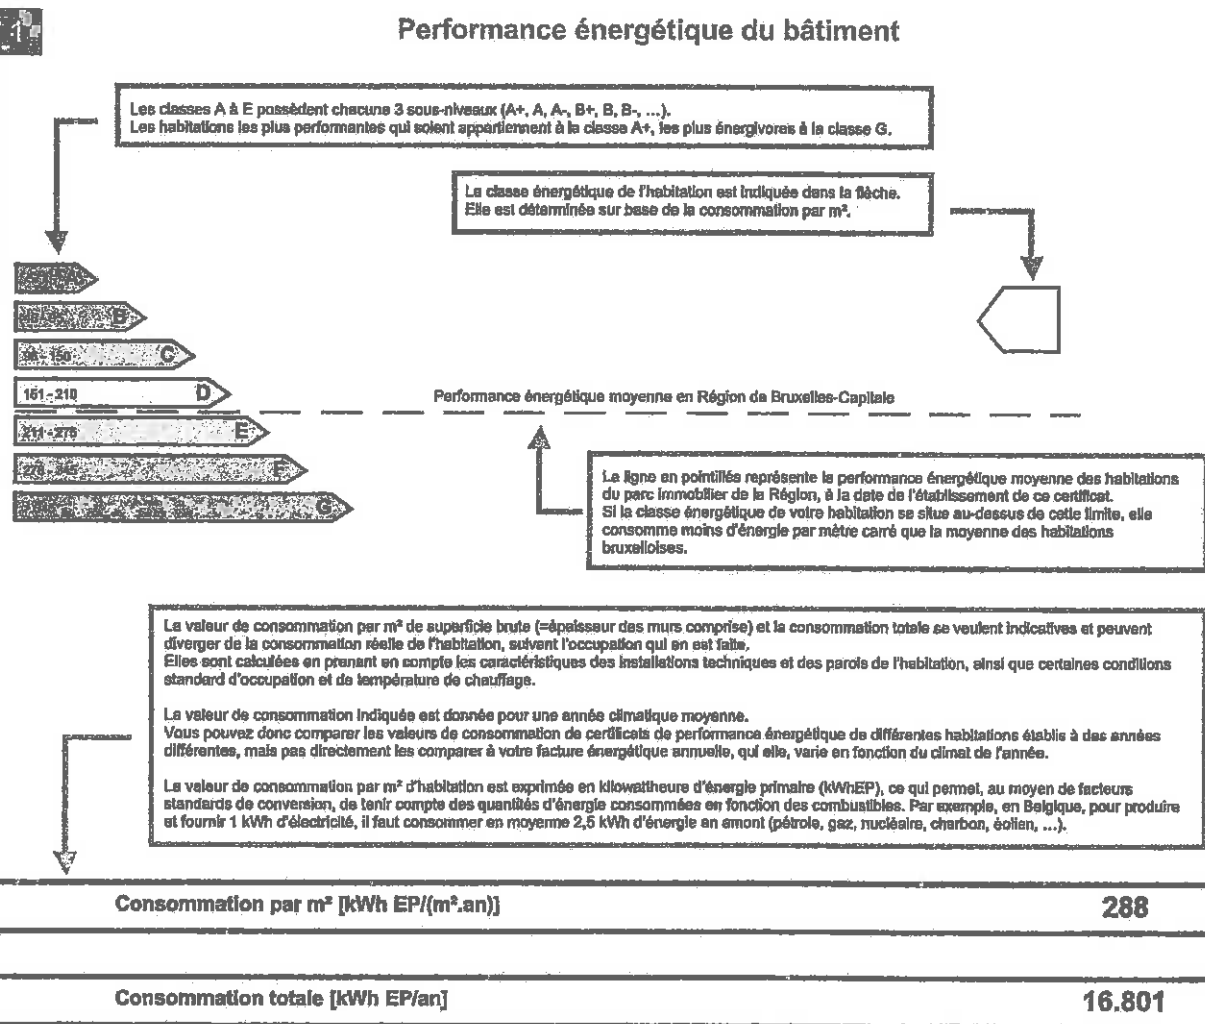 1
Performance énergétique du bâtiment
Les classes A à E possèdent chacune 3 sous-niveaux (A+, A, A-, B+, B, B-, ...).
Les habitations les plus performantes qui soient appartiennent à la classe A+, les plus énergivores à la classe G.
La classe énergétique de l'habitation est indiquée dans la flèche.
Elle est déterminée sur base de la consommation par m².
A
B
- 150 C
151 - 210 D
Performance énergétique moyenne en Région de Bruxelles-Capitale
211 - 275 E
F
G
La ligne en pointillés représente la performance énergétique moyenne des habitations
du parc immobilier de la Région, à la date de l'établissement de ce certificat.
Si la classe énergétique de votre habitation se situe au-dessus de cette limite, elle
consomme moins d'énergie par mètre carré que la moyenne des habitations
bruxelloises.
La valeur de consommation par m² de superficie brute (=épaisseur des murs comprise) et la consommation totale se veulent indicatives et peuvent
diverger de la consommation réelle de l'habitation, suivant l'occupation qui en est faite.
Elles sont calculées en prenant en compte les caractéristiques des installations techniques et des parois de l'habitation, ainsi que certaines conditions
standard d'occupation et de température de chauffage.
La valeur de consommation indiquée est donnée pour une année climatique moyenne.
Vous pouvez donc comparer les valeurs de consommation de certificats de performance énergétique de différentes habitations établis à des années
différentes, mais pas directement les comparer à votre facture énergétique annuelle, qui elle, varie en fonction du climat de l'année.
La valeur de consommation par m² d'habitation est exprimée en kilowattheure d'énergie primaire (kWhEP), ce qui permet, au moyen de facteurs
standards de conversion, de tenir compte des quantités d'énergie consommées en fonction des combustibles. Par exemple, en Belgique, pour produire
et fournir 1 kWh d'électricité, il faut consommer en moyenne 2,5 kWh d'énergie en amont (pétrole, gaz, nucléaire, charbon, éolien, ...).
Consommation par m² [kWh EP/(m².an)] 288
Consommation totale [kWh EP/an] 16.801